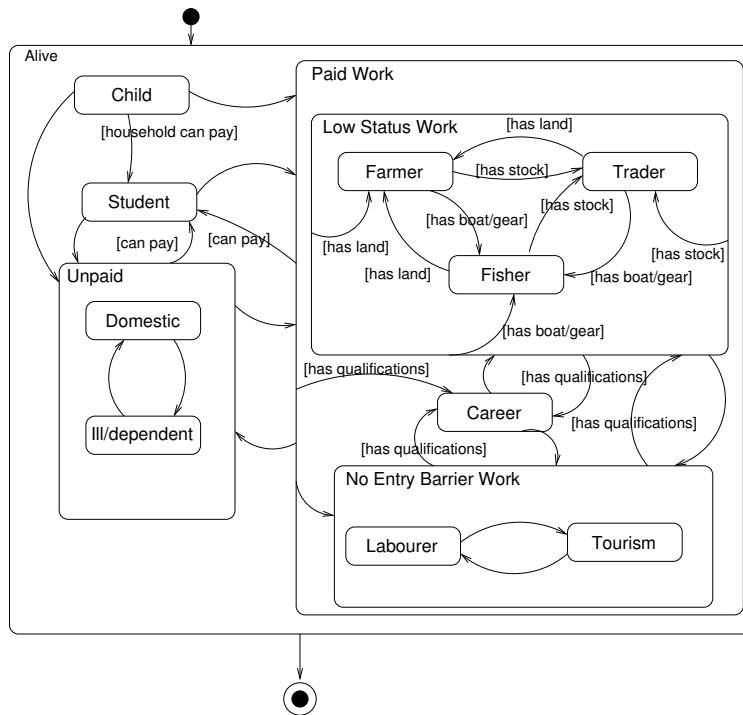 Alive
Paid Work
Child
[household can pay]
Low Status Work
[has land]
Farmer
[has stock]
Trader
Student
[has boat/gear]
[has stock]
[can pay]
[can pay]
[has land]
[has stock]
Unpaid
Fisher
[has boat/gear]
Domestic
[has boat/gear]
[has qualifications]
[has qualifications]
Career
[has qualifications]
Ill/dependent
[has qualifications]
No Entry Barrier Work
Labourer
Tourism